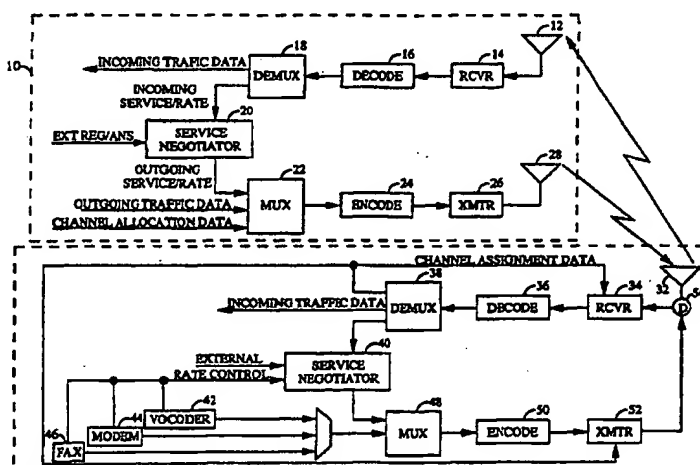 10
12
INCOMING TRAFIC DATA
18
DEMUX
16
DECODE
14
RCVR
INCOMING
SERVICE/RATE
20
EXT REG/ANS
SERVICE
NEGOTIATOR
OUTGOING
SERVICE/RATE
22
MUX
24
ENCODE
26
XMTR
28
OUTGOING TRAFFIC DATA
CHANNEL ALLOCATION DATA
CHANNEL ASSIGNMENT DATA
32
38
DEMUX
36
DECODE
34
RCVR
D
INCOMING TRAFFIC DATA
40
EXTERNAL
RATE CONTROL
SERVICE
NEGOTIATOR
42
VOCODER
44
MODEM
46
FAX
48
MUX
50
ENCODE
52
XMTR